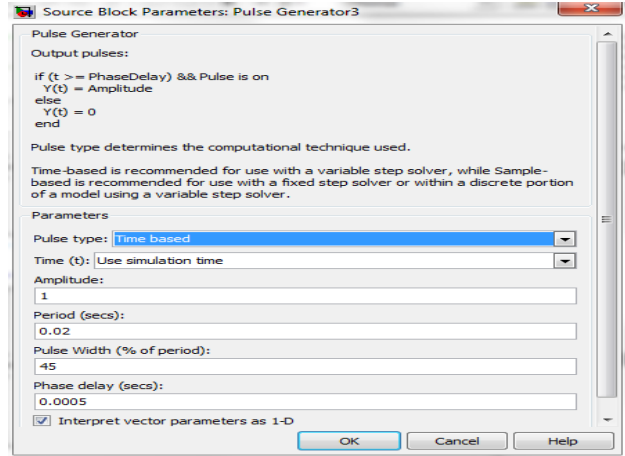 Source Block Parameters: Pulse Generator3
Pulse Generator
Output pulses:
if (t >= PhaseDelay) && Pulse is on
Y(t) = Amplitude
else
Y(t) = 0
end
Pulse type determines the computational technique used.
Time-based is recommended for use with a variable step solver, while Sample-
based is recommended for use with a fixed step solver or within a discrete portion
of a model using a variable step solver.
Parameters
Pulse type: Time based
Time (t): Use simulation time
Amplitude:
1
Period (secs):
0.02
Pulse Width (% of period):
45
Phase delay (secs):
0.0005
Interpret vector parameters as 1-D
OK Cancel Help